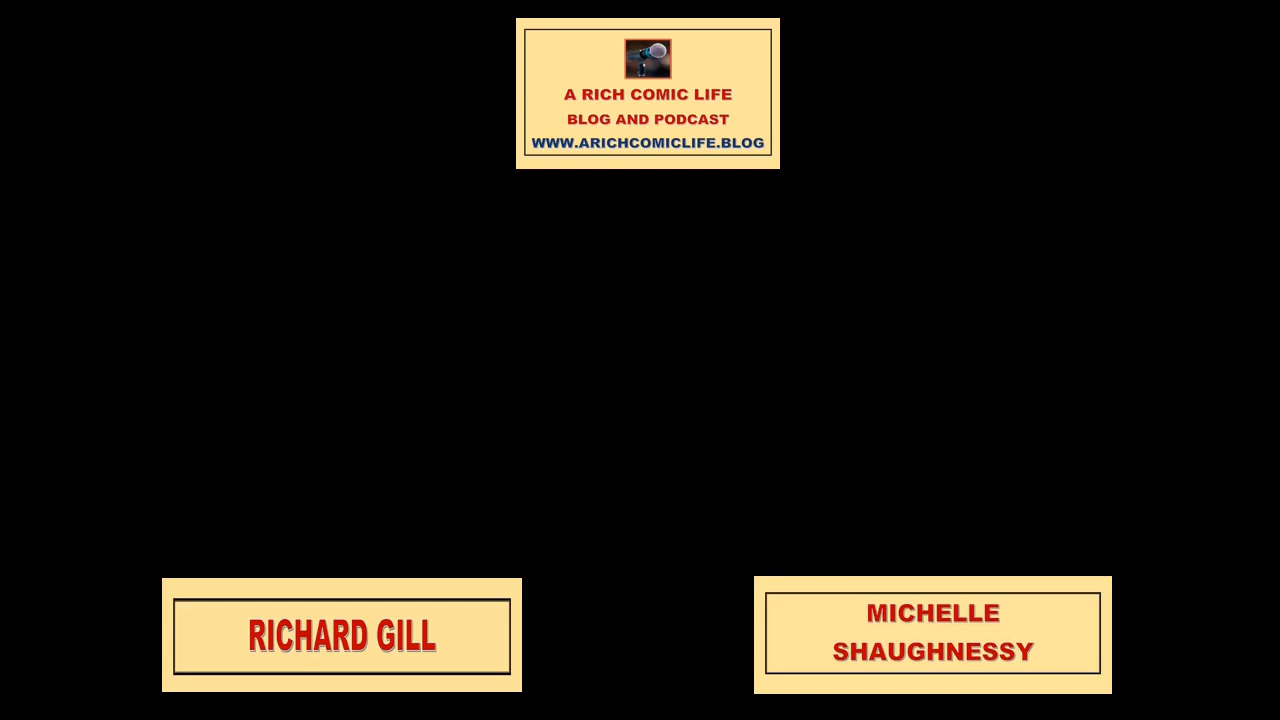 A RICH COMIC LIFE
BLOG AND PODCAST
WWW.ARICHCOMICLIFE.BLOG
RICHARD GILL
MICHELLE
SHAUGHNESSY